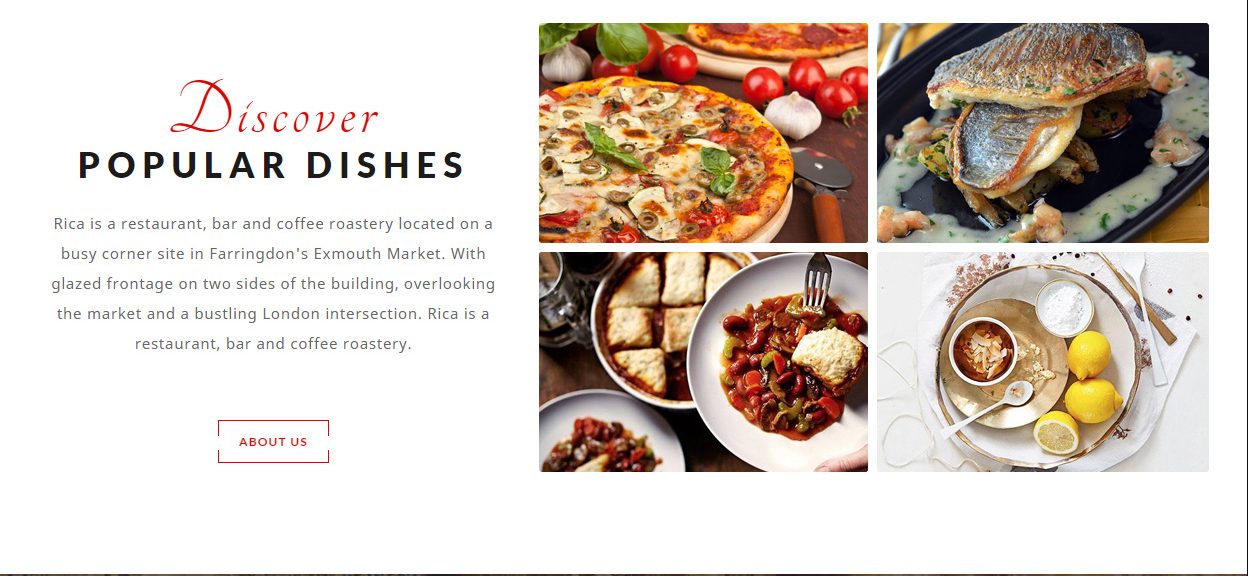 Discover
POPULAR DISHES
Rica is a restaurant, bar and coffee roastery located on a
busy corner site in Farringdon's Exmouth Market. With
glazed frontage on two sides of the building, overlooking
the market and a bustling London intersection. Rica is a
restaurant, bar and coffee roastery.
ABOUT US